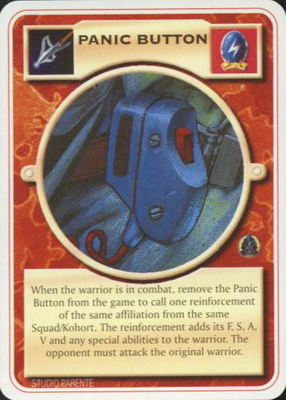 PANIC BUTTON
When the warrior is in combat, remove the Panic
Button from the game to call one reinforcement
of the same affiliation from the same
Squad/Kohort. The reinforcement adds its F, S, A,
V and any special abilities to the warrior. The
opponent must attack the original warrior.
STUDIO PARENTE